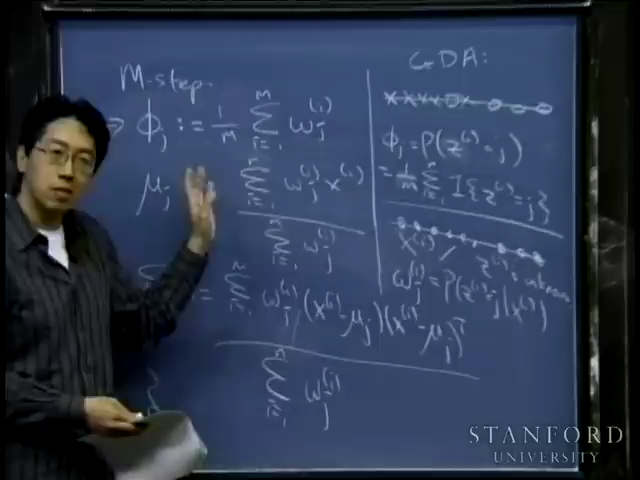 M-step.
ϕ_j := 1/m Σ_{i=1}^m w_j^{(i)}
μ_j Σ_{i=1}^m w_j^{(i)} x^{(i)}
Σ_{i=1}^m w_j^{(i)}
= Σ_{i=1}^m w_j^{(i)} (x^{(i)} - μ_j)(x^{(i)} - μ_j)^T
Σ_{i=1}^m w_j^{(i)}
GDA:
ϕ_j = P(z^{(i)} = j)
= 1/m Σ_{i=1}^m 1{z^{(i)} = j}
x^{(i)} z^{(i)} = unknown
w_j^{(i)} = P(z^{(i)} = j | x^{(i)})
STANFORD
UNIVERSITY